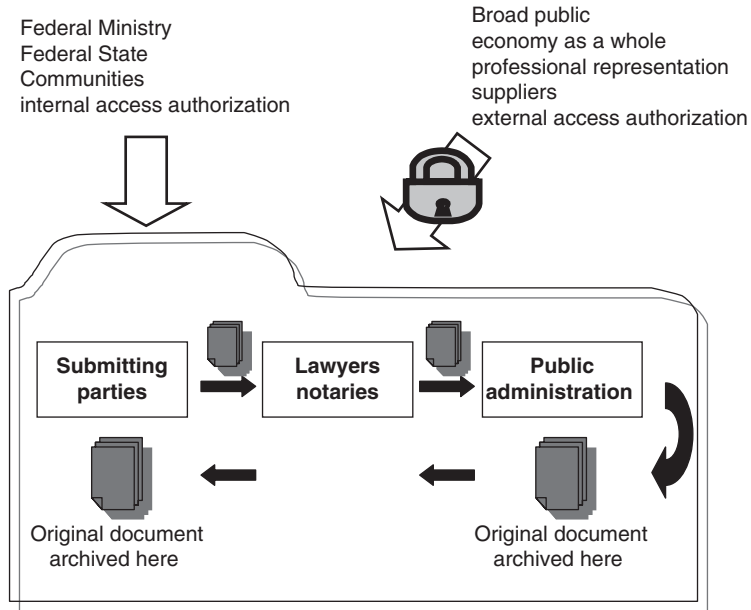 Federal Ministry
Federal State
Communities
internal access authorization
Broad public
economy as a whole
professional representation
suppliers
external access authorization
Submitting
parties
Lawyers
notaries
Public
administration
Original document
archived here
Original document
archived here